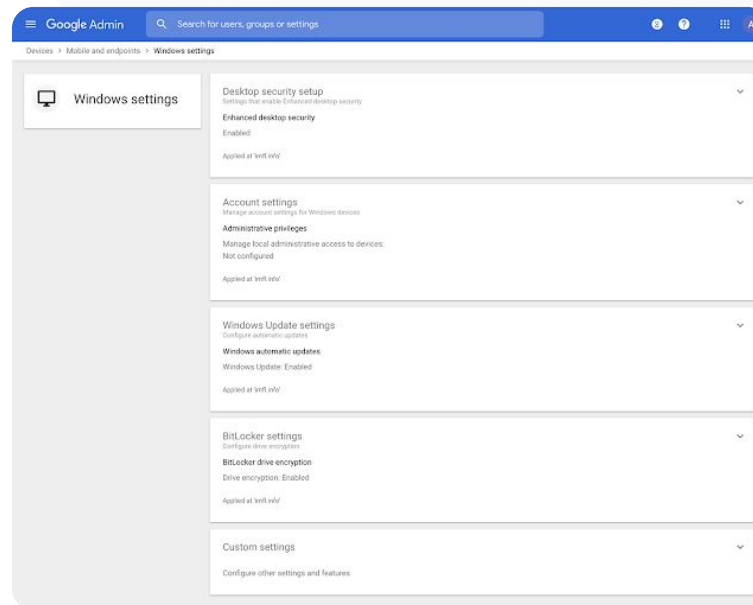 Google Admin
Search for users, groups or settings
Devices > Mobile and endpoints > Windows settings
Windows settings
Desktop security setup
Settings that enable Enhanced desktop security
Enhanced desktop security
Enabled
Applied at 'imfl.info'
Account settings
Manage account settings for Windows devices
Administrative privileges
Manage local administrative access to devices:
Not configured
Applied at 'imfl.info'
Windows Update settings
Configure automatic updates
Windows automatic updates
Windows Update: Enabled
Applied at 'imfl.info'
BitLocker settings
Configure drive encryption
BitLocker drive encryption
Drive encryption: Enabled
Applied at 'imfl.info'
Custom settings
Configure other settings and features